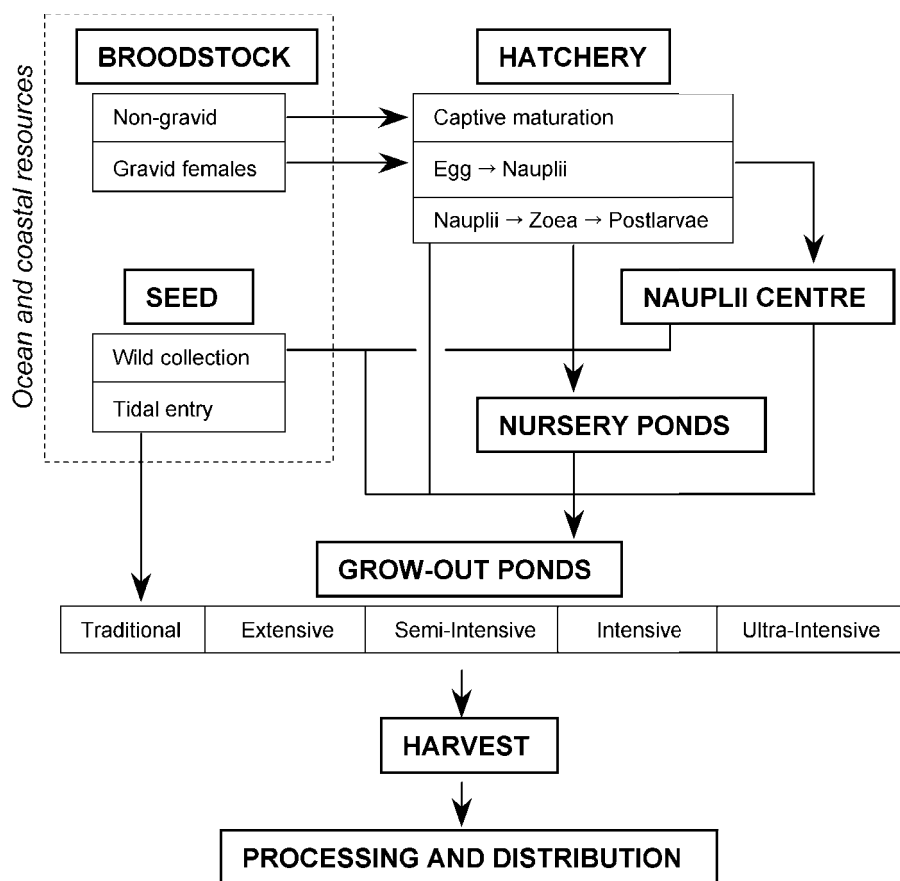 Ocean and coastal resources
BROODSTOCK
Non-gravid
Gravid females
HATCHERY
Captive maturation
Egg → Nauplii
Nauplii → Zoea → Postlarvae
SEED
Wild collection
Tidal entry
NAUPLII CENTRE
NURSERY PONDS
GROW-OUT PONDS
Traditional
Extensive
Semi-Intensive
Intensive
Ultra-Intensive
HARVEST
PROCESSING AND DISTRIBUTION